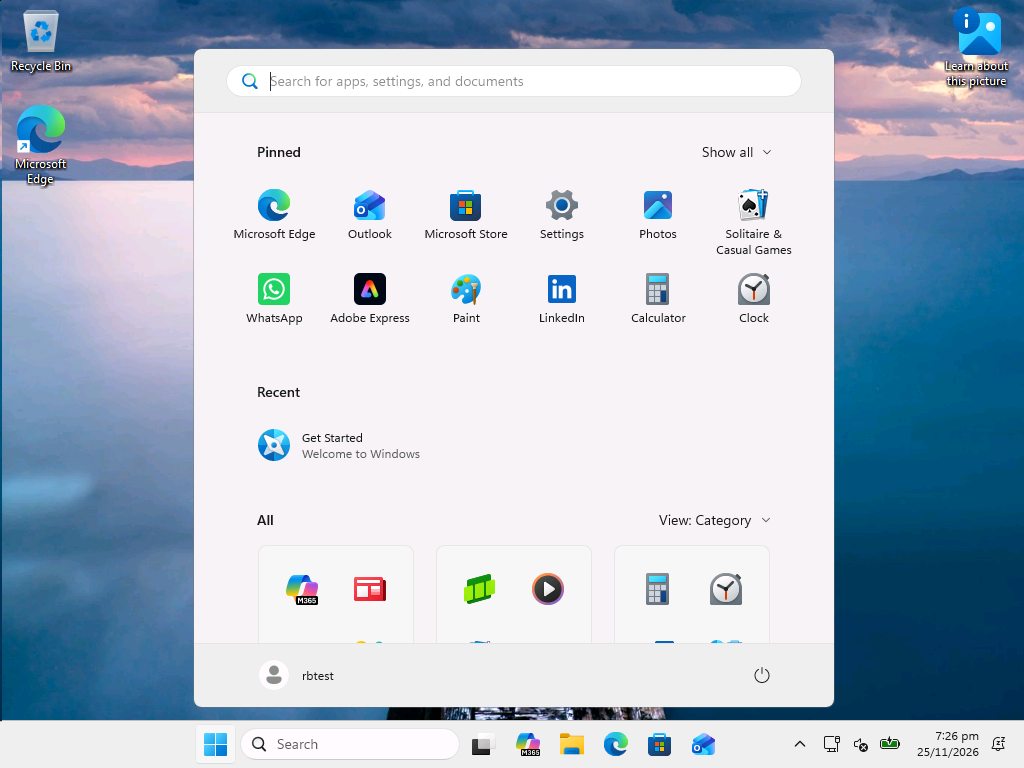 Recycle Bin
Microsoft
Edge
Learn about
this picture
Search for apps, settings, and documents
Pinned
Show all
Microsoft Edge
Outlook
Microsoft Store
Settings
Photos
Solitaire &
Casual Games
WhatsApp
Adobe Express
Paint
LinkedIn
Calculator
Clock
Recent
Get Started
Welcome to Windows
All
View: Category
M365
rbtest
Search
M365
7:26 pm
25/11/2026